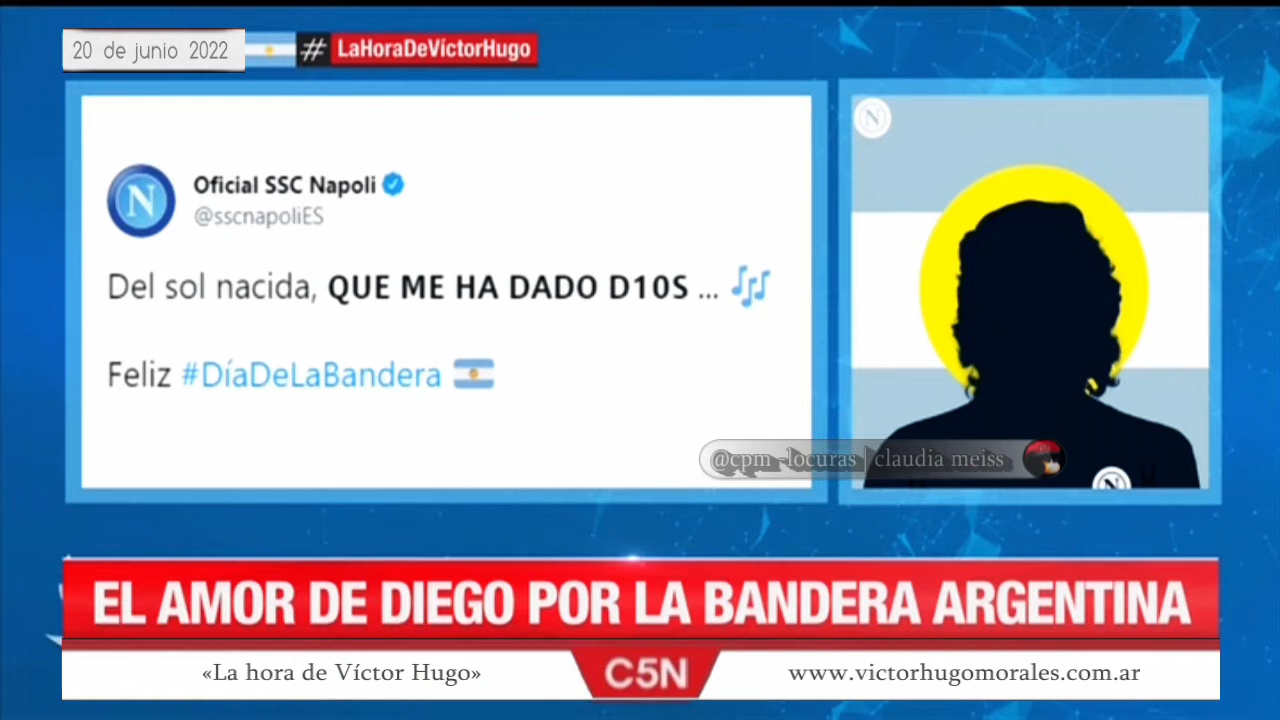 20 de junio 2022
# LaHoraDeVíctorHugo
N
Oficial SSC Napoli
@sscnapoliES
Del sol nacida, QUE ME HA DADO D10S ... 🎶
Feliz #DíaDeLaBandera 🇦🇷
N
N
@cpm -locuras | claudia meiss
EL AMOR DE DIEGO POR LA BANDERA ARGENTINA
«La hora de Víctor Hugo»
C5N
www.victorhugomorales.com.ar